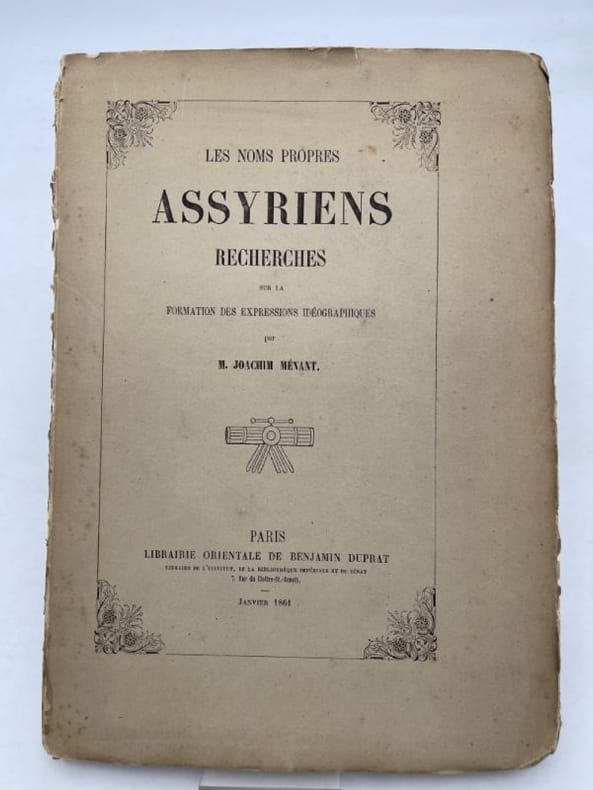 LES NOMS PROPRES
ASSYRIENS
RECHERCHES
SUR LA
FORMATION DES EXPRESSIONS IDÉOGRAPHIQUES
par
M. JOACHIM MÉNANT.
PARIS
LIBRAIRIE ORIENTALE DE BENJAMIN DUPRAT
LIBRAIRE DE L'INSTITUT, DE LA BIBLIOTHÈQUE IMPÉRIALE ET DU SÉNAT
7, Rue du Cloître-St.-Benoît,
JANVIER 1861